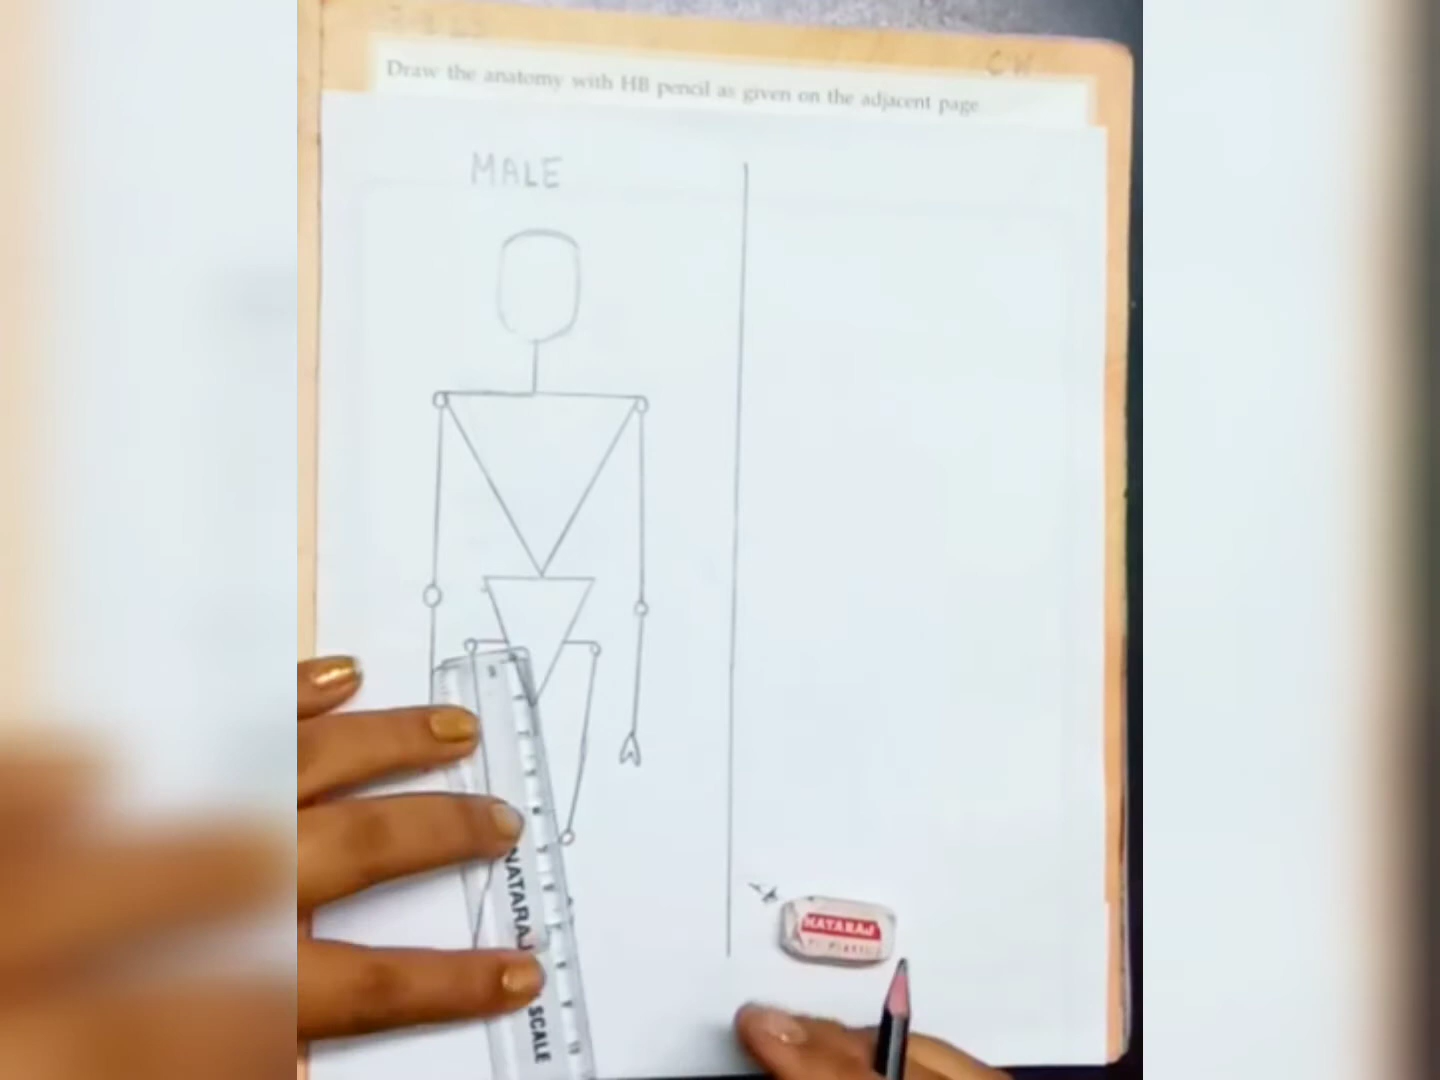 C W
Draw the anatomy with HB pencil as given on the adjacent page
MALE
NATARAJ
NATARAJ
SCALE